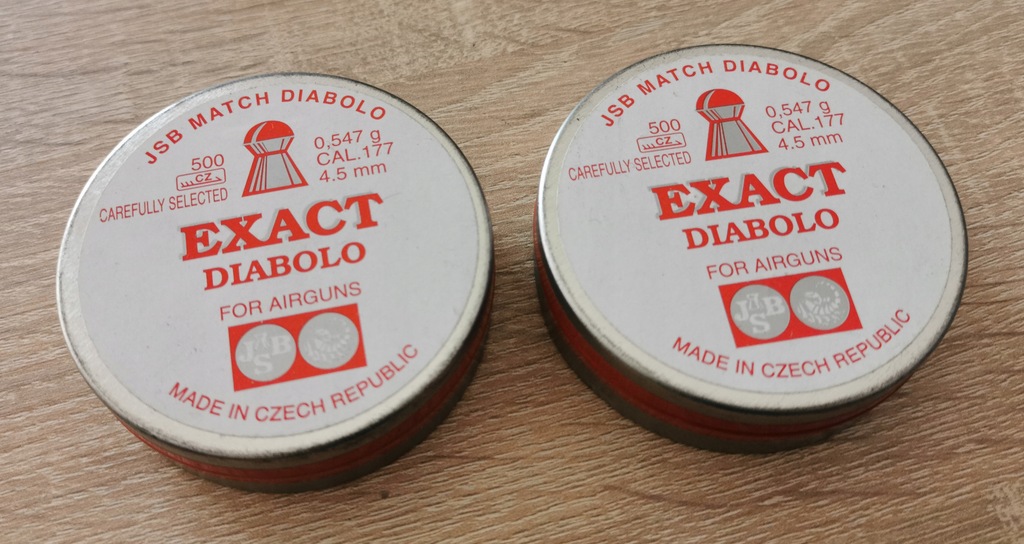 JSB MATCH DIABOLO
500
CZ
CAREFULLY SELECTED
0,547 g
CAL.177
4.5 mm
EXACT
DIABOLO
FOR AIRGUNS
JSB
MADE IN CZECH REPUBLIC
JSB MATCH DIABOLO
500
CZ
CAREFULLY SELECTED
0,547 g
CAL.177
4.5 mm
EXACT
DIABOLO
FOR AIRGUNS
JSB
MADE IN CZECH REPUBLIC